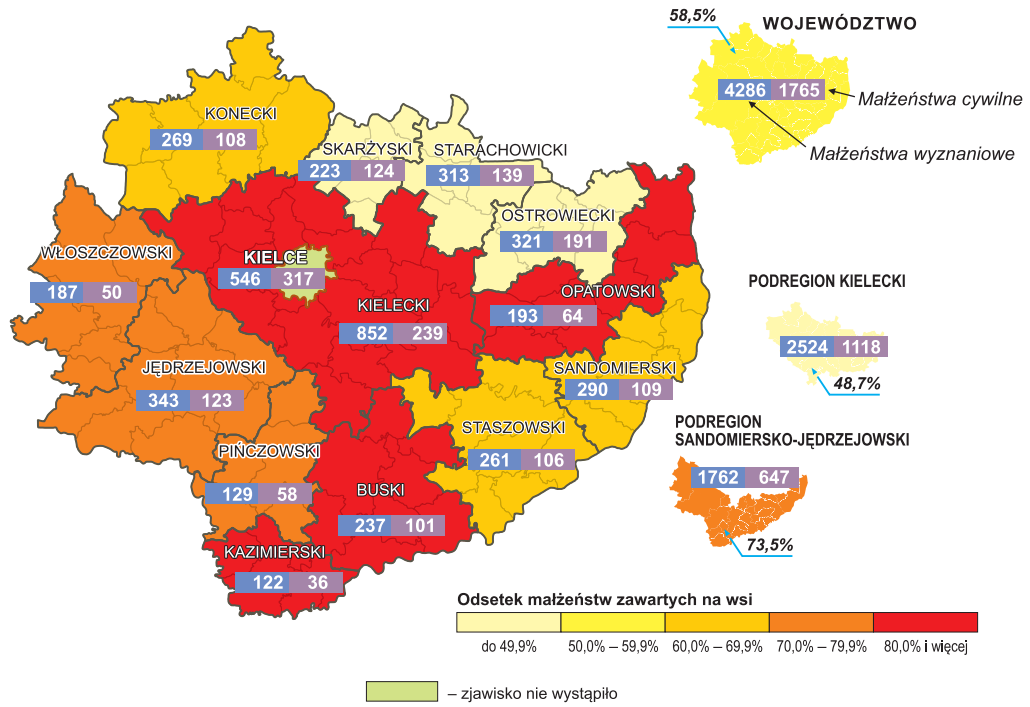 58,5%
WOJEWÓDZTWO
4286 1765
Małżeństwa cywilne
Małżeństwa wyznaniowe
KONECKI
269 108
SKARŻYSKI
223 124
STARACHOWICKI
313 139
OSTROWIECKI
321 191
WŁOSZCZOWSKI
187 50
KIELCE
546 317
KIELECKI
852 239
OPATOWSKI
193 64
PODREGION KIELECKI
2524 1118
48,7%
JĘDRZEJOWSKI
343 123
SANDOMIERSKI
290 109
STASZOWSKI
261 106
PODREGION
SANDOMIERSKO-JĘDRZEJOWSKI
1762 647
73,5%
PIŃCZOWSKI
129 58
BUSKI
237 101
KAZIMIERSKI
122 36
Odsetek małżeństw zawartych na wsi
do 49,9% 50,0% – 59,9% 60,0% – 69,9% 70,0% – 79,9% 80,0% i więcej
– zjawisko nie wystąpiło